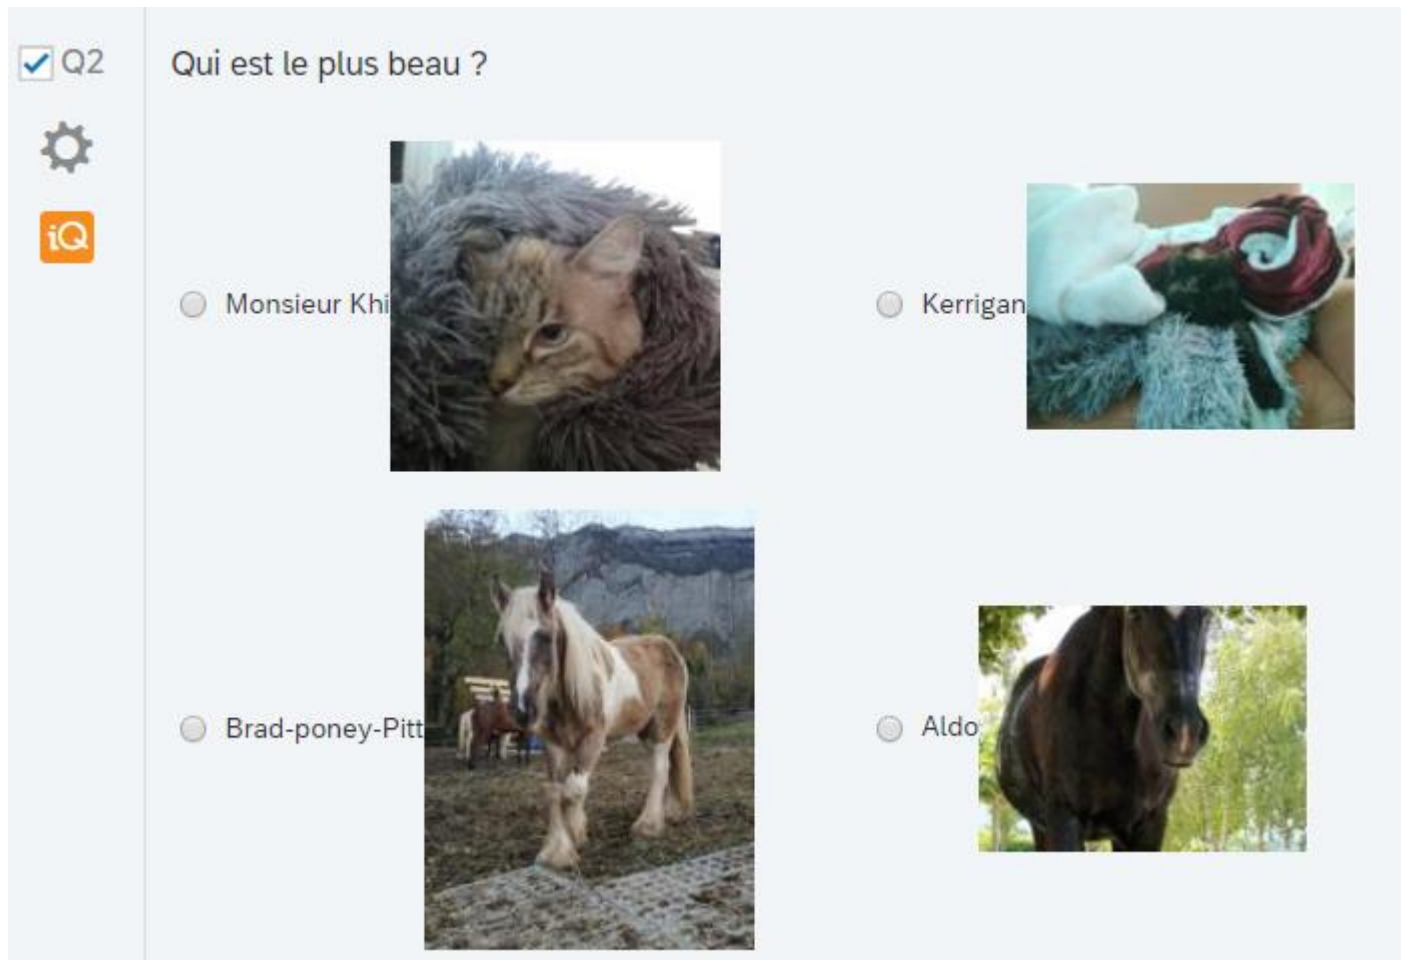 Q2
Qui est le plus beau ?
iQ
Monsieur Khi
Kerrigan
Brad-poney-Pitt
Aldo